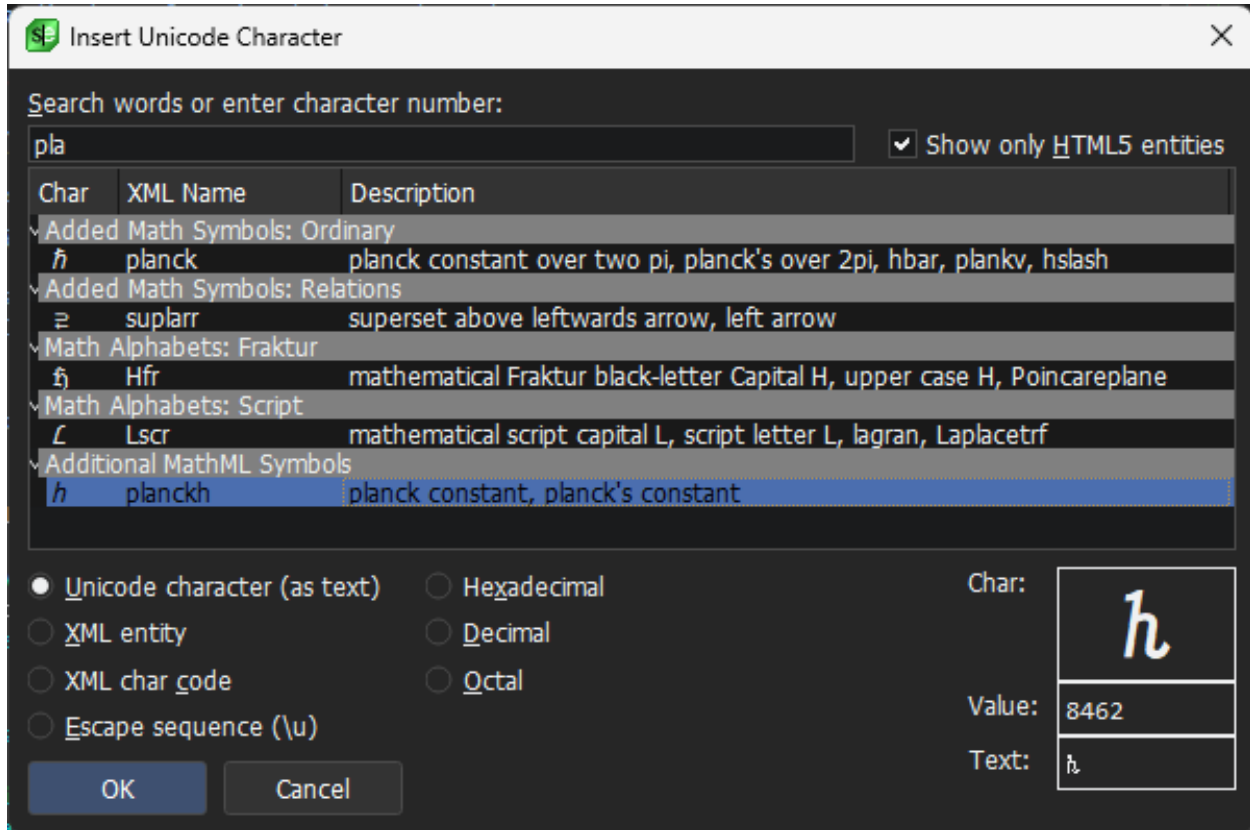 Insert Unicode Character
Search words or enter character number:
pla
Show only HTML5 entities
Char XML Name Description
Added Math Symbols: Ordinary
ℏ planck planck constant over two pi, planck's over 2pi, hbar, plankv, hslash
Added Math Symbols: Relations
⥻ suplarr superset above leftwards arrow, left arrow
Math Alphabets: Fraktur
ℌ Hfr mathematical Fraktur black-letter Capital H, upper case H, Poincareplane
Math Alphabets: Script
ℒ Lscr mathematical script capital L, script letter L, lagran, Laplacetrf
Additional MathML Symbols
ℎ planckh planck constant, planck's constant
Unicode character (as text) Hexadecimal
XML entity Decimal
XML char code Octal
Escape sequence (\u)
Char: ℎ
Value: 8462
Text: ℎ
OK Cancel